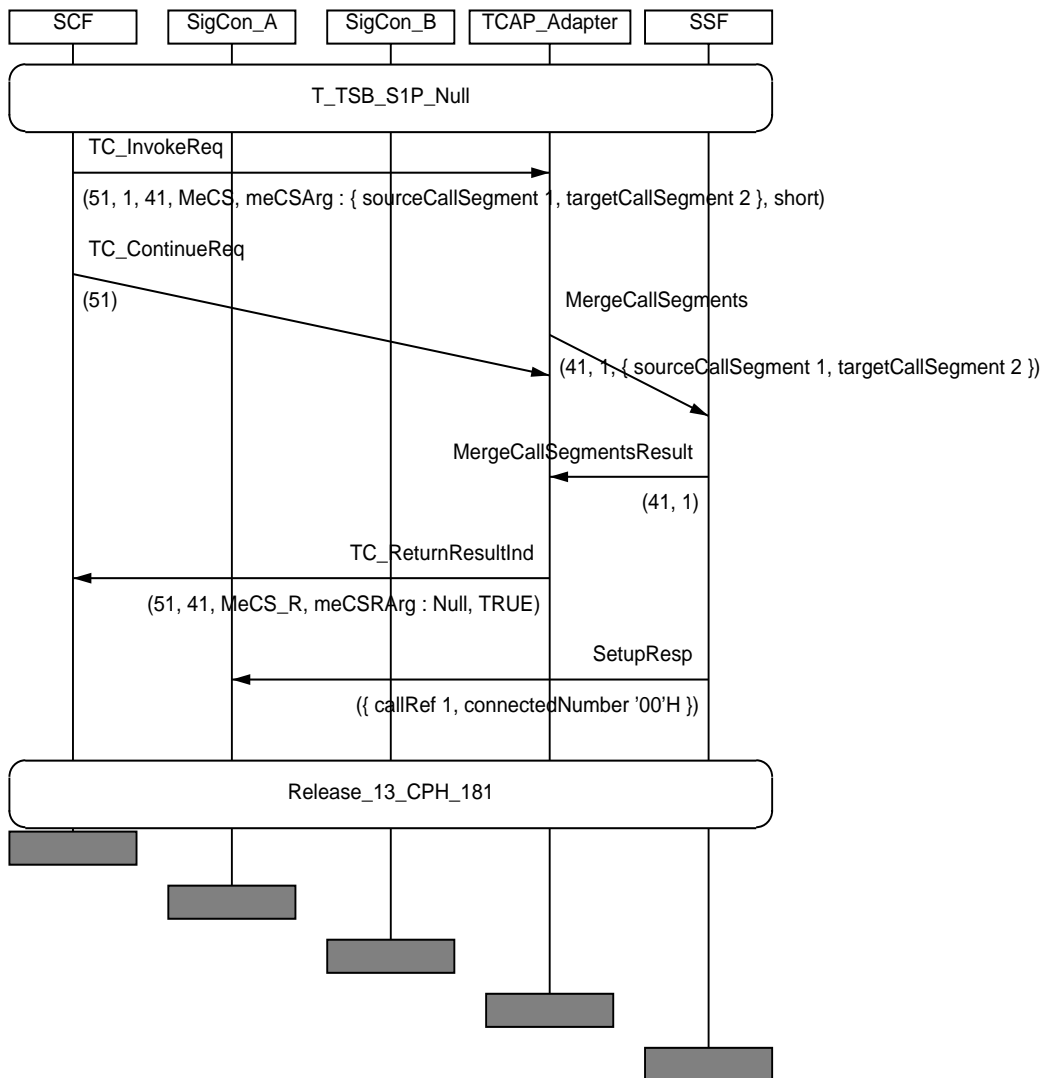 SCF SigCon_A SigCon_B TCAP_Adapter SSF
T_TSB_S1P_Null
TC_InvokeReq
(51, 1, 41, MeCS, meCSArg : { sourceCallSegment 1, targetCallSegment 2 }, short)
TC_ContinueReq
(51)
MergeCallSegments
(41, 1, { sourceCallSegment 1, targetCallSegment 2 })
MergeCallSegmentsResult
(41, 1)
TC_ReturnResultInd
(51, 41, MeCS_R, meCSRArg : Null, TRUE)
SetupResp
({ callRef 1, connectedNumber '00'H })
Release_13_CPH_181